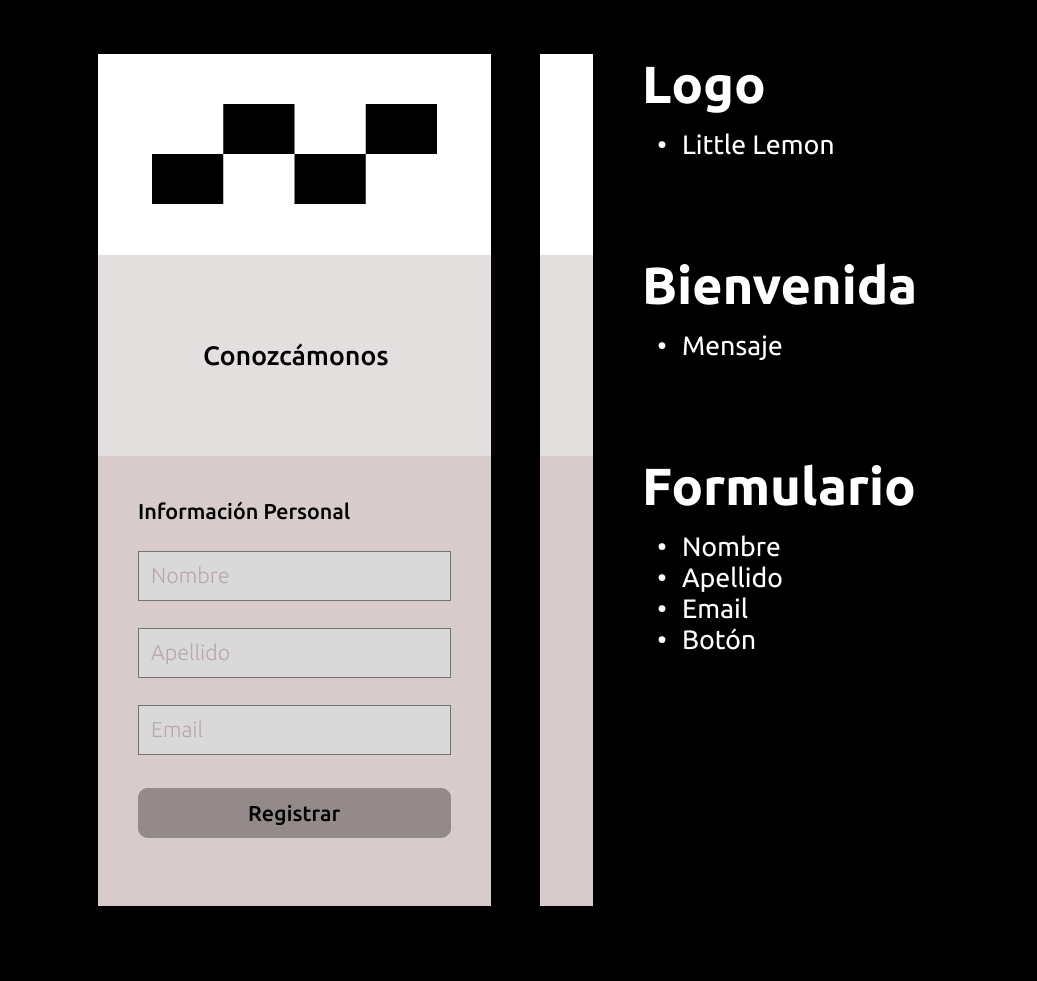 Conozcámonos
Información Personal
Nombre
Apellido
Email
Registrar
Logo
• Little Lemon
Bienvenida
• Mensaje
Formulario
• Nombre
• Apellido
• Email
• Botón